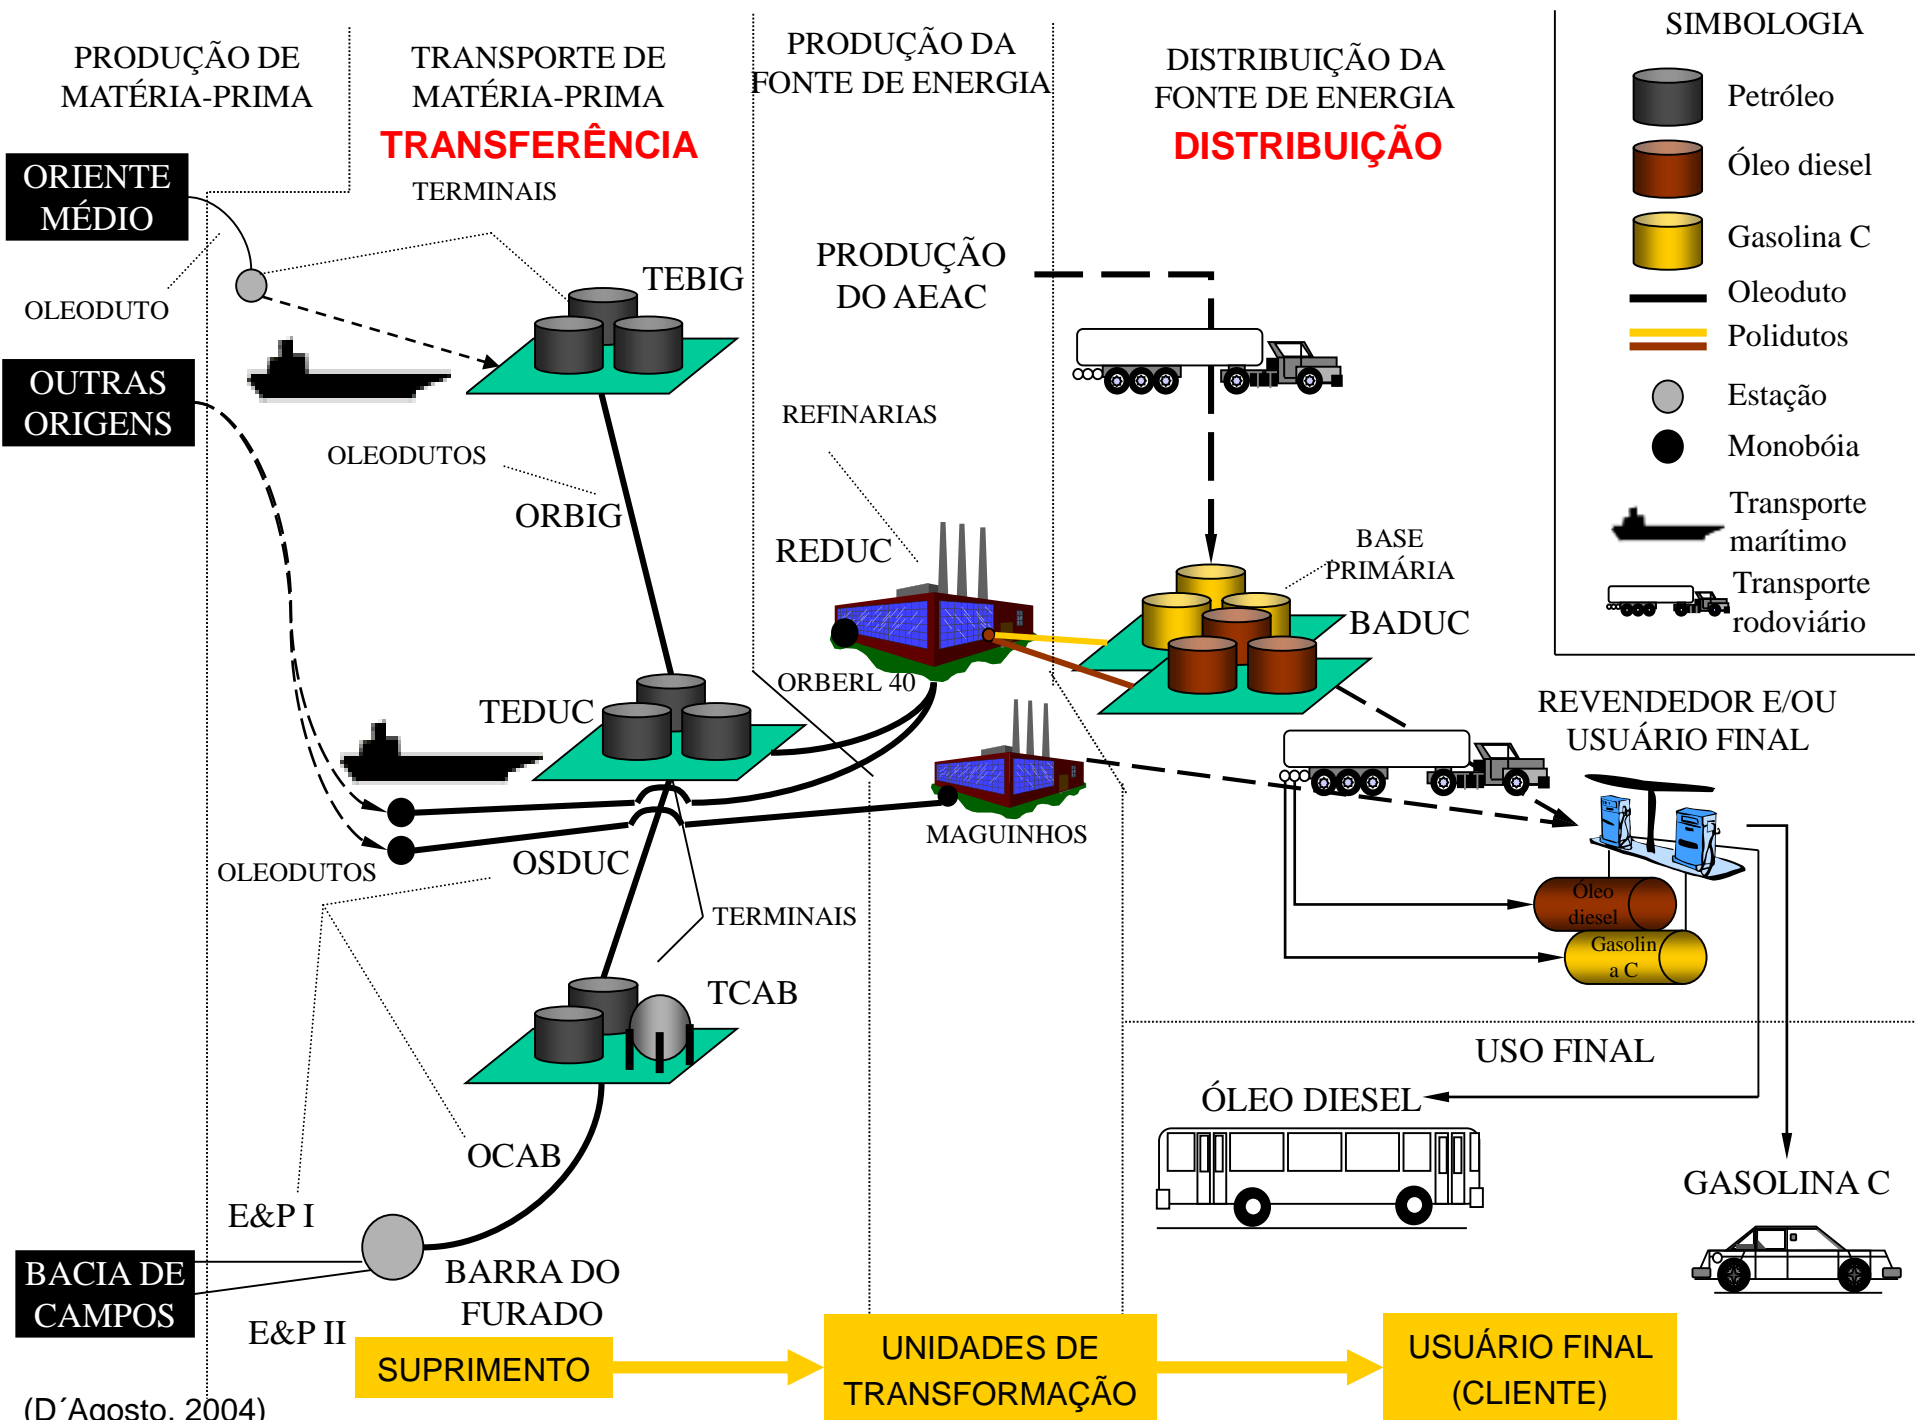 PRODUÇÃO DE
MATÉRIA-PRIMA
TRANSPORTE DE
MATÉRIA-PRIMA
TRANSFERÊNCIA
PRODUÇÃO DA
FONTE DE ENERGIA
DISTRIBUIÇÃO DA
FONTE DE ENERGIA
DISTRIBUIÇÃO
SIMBOLOGIA
Petróleo
Óleo diesel
Gasolina C
Oleoduto
Polidutos
Estação
Monobóia
Transporte
marítimo
Transporte
rodoviário
ORIENTE
MÉDIO
TERMINAIS
OLEODUTO
TEBIG
PRODUÇÃO
DO AEAC
OUTRAS
ORIGENS
REFINARIAS
OLEODUTOS
ORBIG
REDUC
BASE
PRIMÁRIA
BADUC
ORBERL 40
TEDUC
REVENDEDOR E/OU
USUÁRIO FINAL
MAGUINHOS
OSDUC
OLEODUTOS
Óleo
diesel
Gasolin
a C
TERMINAIS
TCAB
USO FINAL
ÓLEO DIESEL
OCAB
GASOLINA C
E&P I
BACIA DE
CAMPOS
BARRA DO
FURADO
E&P II
SUPRIMENTO
UNIDADES DE
TRANSFORMAÇÃO
USUÁRIO FINAL
(CLIENTE)
(D´Agosto, 2004)